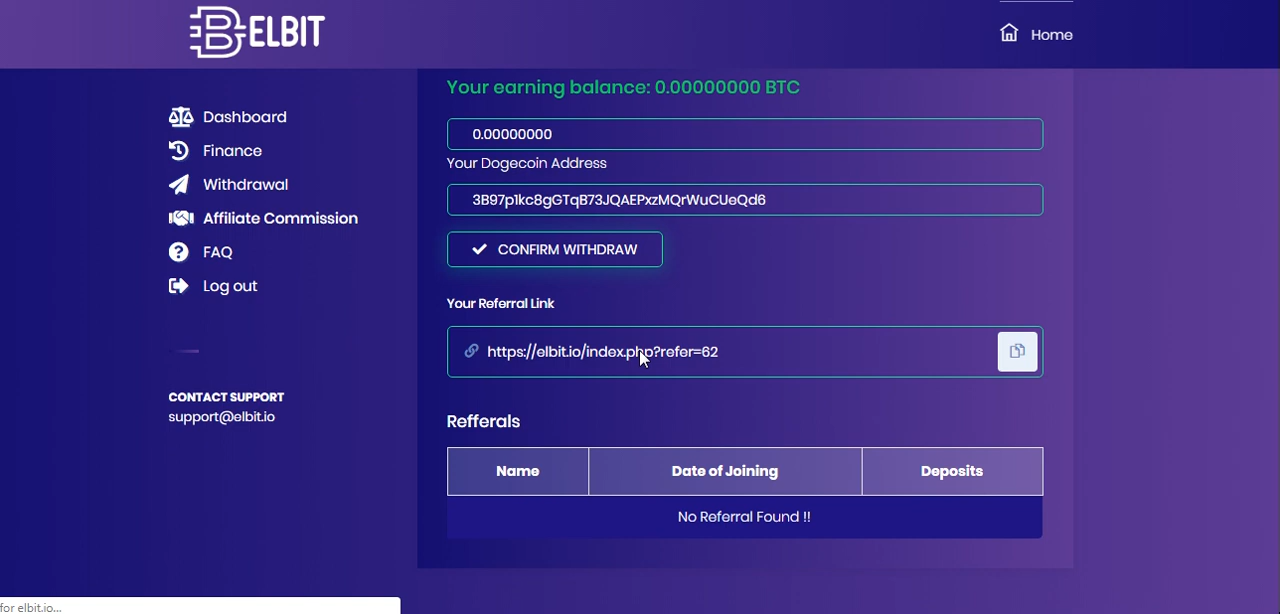 ELBIT
Home
Dashboard
Finance
Withdrawal
Affiliate Commission
FAQ
Log out
CONTACT SUPPORT
support@elbit.io
Your earning balance: 0.00000000 BTC
0.00000000
Your Dogecoin Address
3B97p1kc8gGTqB73JQAEPxzMQrWuCUeQd6
CONFIRM WITHDRAW
Your Referral Link
https://elbit.io/index.php?refer=62
Refferals
Name Date of Joining Deposits
No Referral Found !!
for elbit.io...